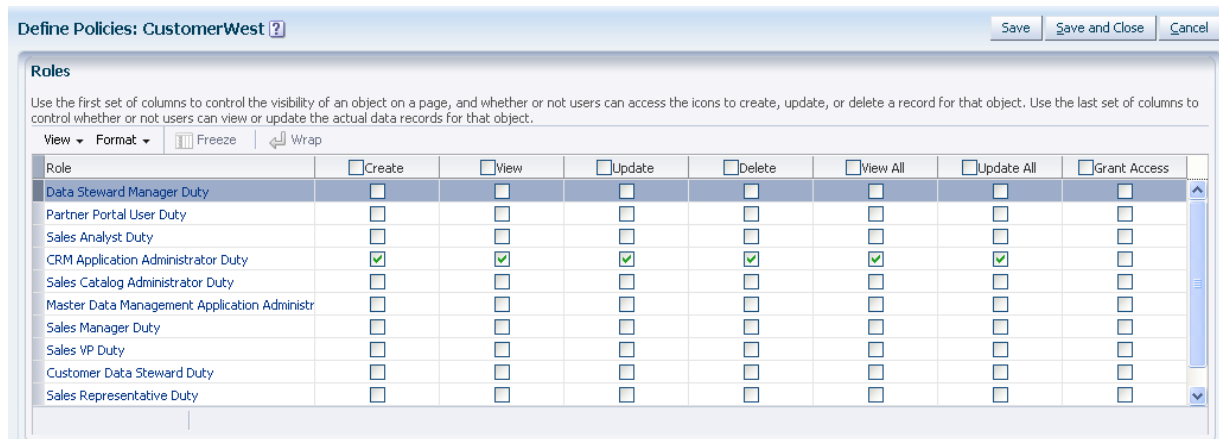 Define Policies: CustomerWest ?
Save
Save and Close
Cancel
Roles
Use the first set of columns to control the visibility of an object on a page, and whether or not users can access the icons to create, update, or delete a record for that object. Use the last set of columns to
control whether or not users can view or update the actual data records for that object.
View Format Freeze Wrap
Role Create View Update Delete View All Update All Grant Access
Data Steward Manager Duty
Partner Portal User Duty
Sales Analyst Duty
CRM Application Administrator Duty
Sales Catalog Administrator Duty
Master Data Management Application Administr
Sales Manager Duty
Sales VP Duty
Customer Data Steward Duty
Sales Representative Duty